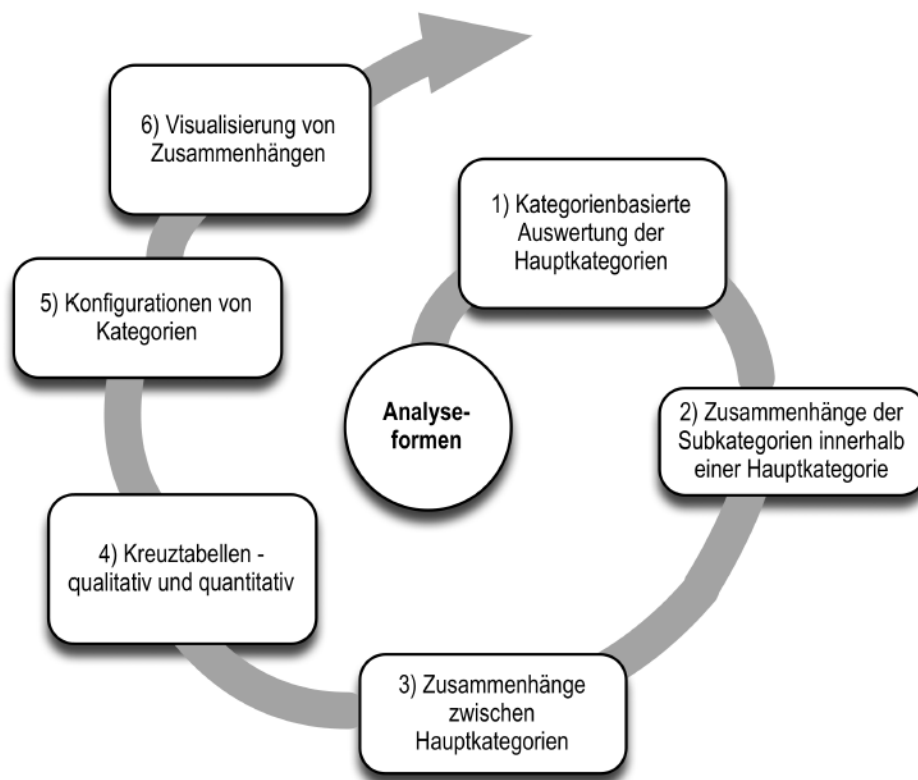 6) Visualisierung von
Zusammenhängen
1) Kategorienbasierte
Auswertung der
Hauptkategorien
5) Konfigurationen von
Kategorien
Analyse-
formen
2) Zusammenhänge der
Subkategorien innerhalb
einer Hauptkategorie
4) Kreuztabellen -
qualitativ und quantitativ
3) Zusammenhänge
zwischen
Hauptkategorien